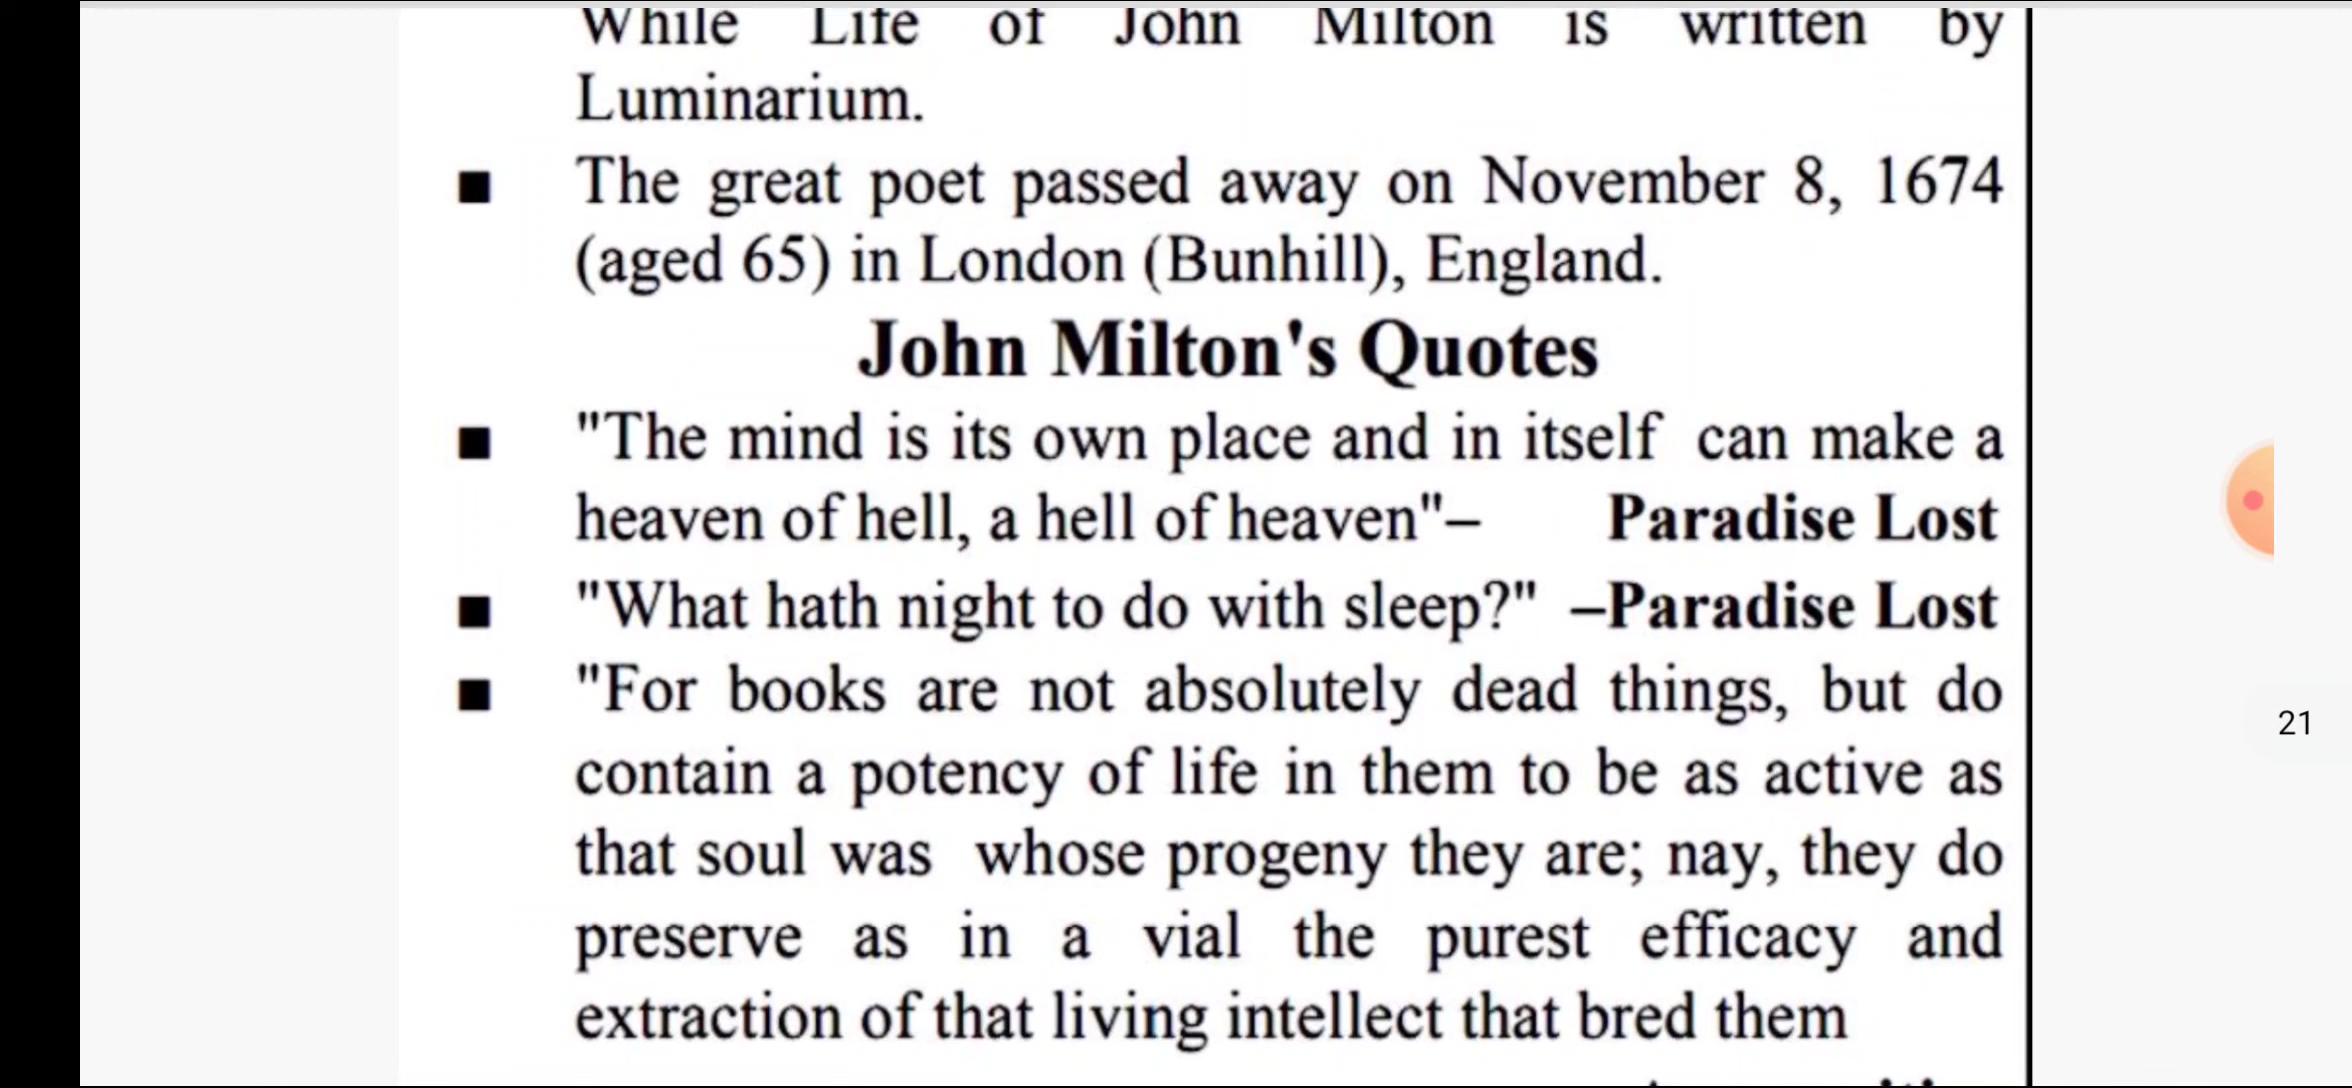 While Life of John Milton is written by
Luminarium.
■ The great poet passed away on November 8, 1674
(aged 65) in London (Bunhill), England.
John Milton's Quotes
■ "The mind is its own place and in itself can make a
heaven of hell, a hell of heaven"– Paradise Lost
■ "What hath night to do with sleep?" –Paradise Lost
■ "For books are not absolutely dead things, but do
contain a potency of life in them to be as active as
that soul was whose progeny they are; nay, they do
preserve as in a vial the purest efficacy and
extraction of that living intellect that bred them
21